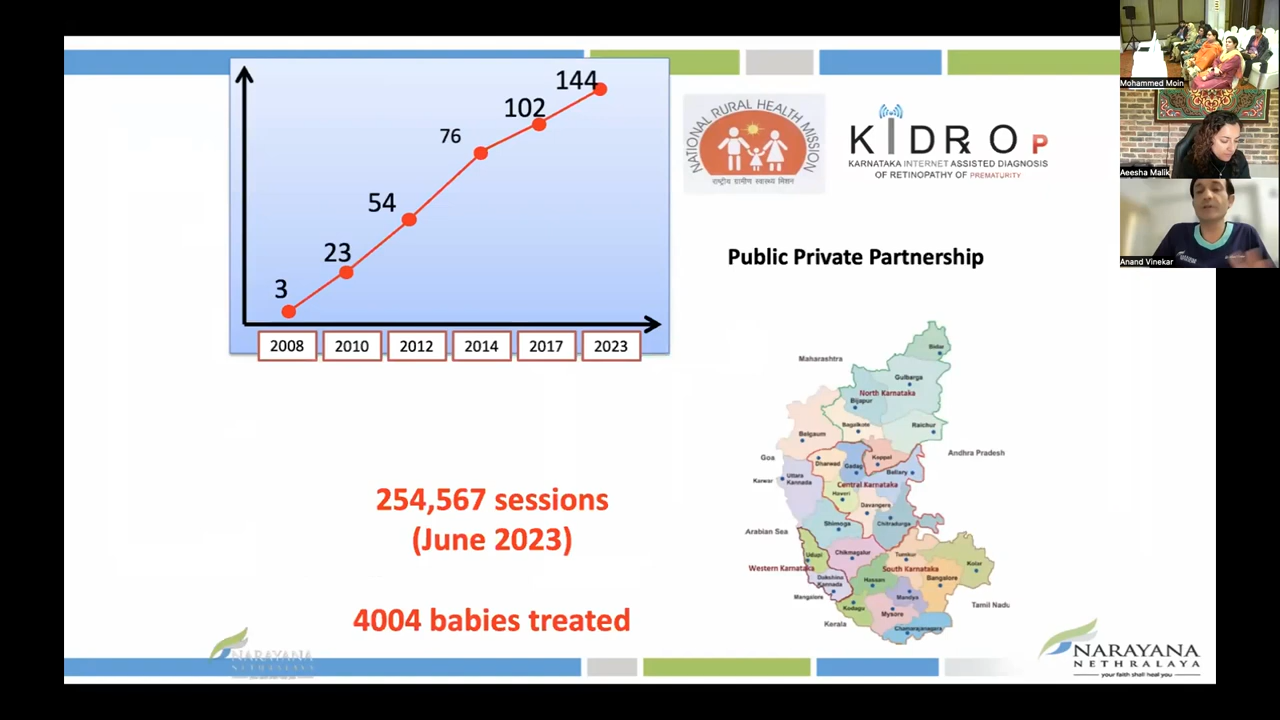 144
102
76
54
23
3
2008 2010 2012 2014 2017 2023
NATIONAL RURAL HEALTH MISSION
राष्ट्रीय ग्रामीण स्वास्थ्य मिशन
KIDROP
KARNATAKA INTERNET ASSISTED DIAGNOSIS
OF RETINOPATHY OF PREMATURITY
Public Private Partnership
254,567 sessions
(June 2023)
4004 babies treated
Maharashtra
Bidar
Gulbarga
North Karnataka
Bijapur
Bagalkote
Raichur
Belgaum
Andhra Pradesh
Goa
Dharwad
Gadag
Koppal
Bellary
Karwar
Uttara
Kannada
Central Karnataka
Haveri
Davangere
Arabian Sea
Shimoga
Chitradurga
Udupi
Chikmagalur
Tumkur
Kolar
Western Karnataka
South Karnataka
Dakshina
Kannada
Hassan
Bangalore
Mangalore
Mandya
Kodagu
Mysore
Tamil Nadu
Kerala
Chamarajanagara
NARAYANA
NETHRALAYA
NARAYANA
NETHRALAYA
your faith shall heal you
Mohammed Moin
Aeesha Malik
Anand Vinekar